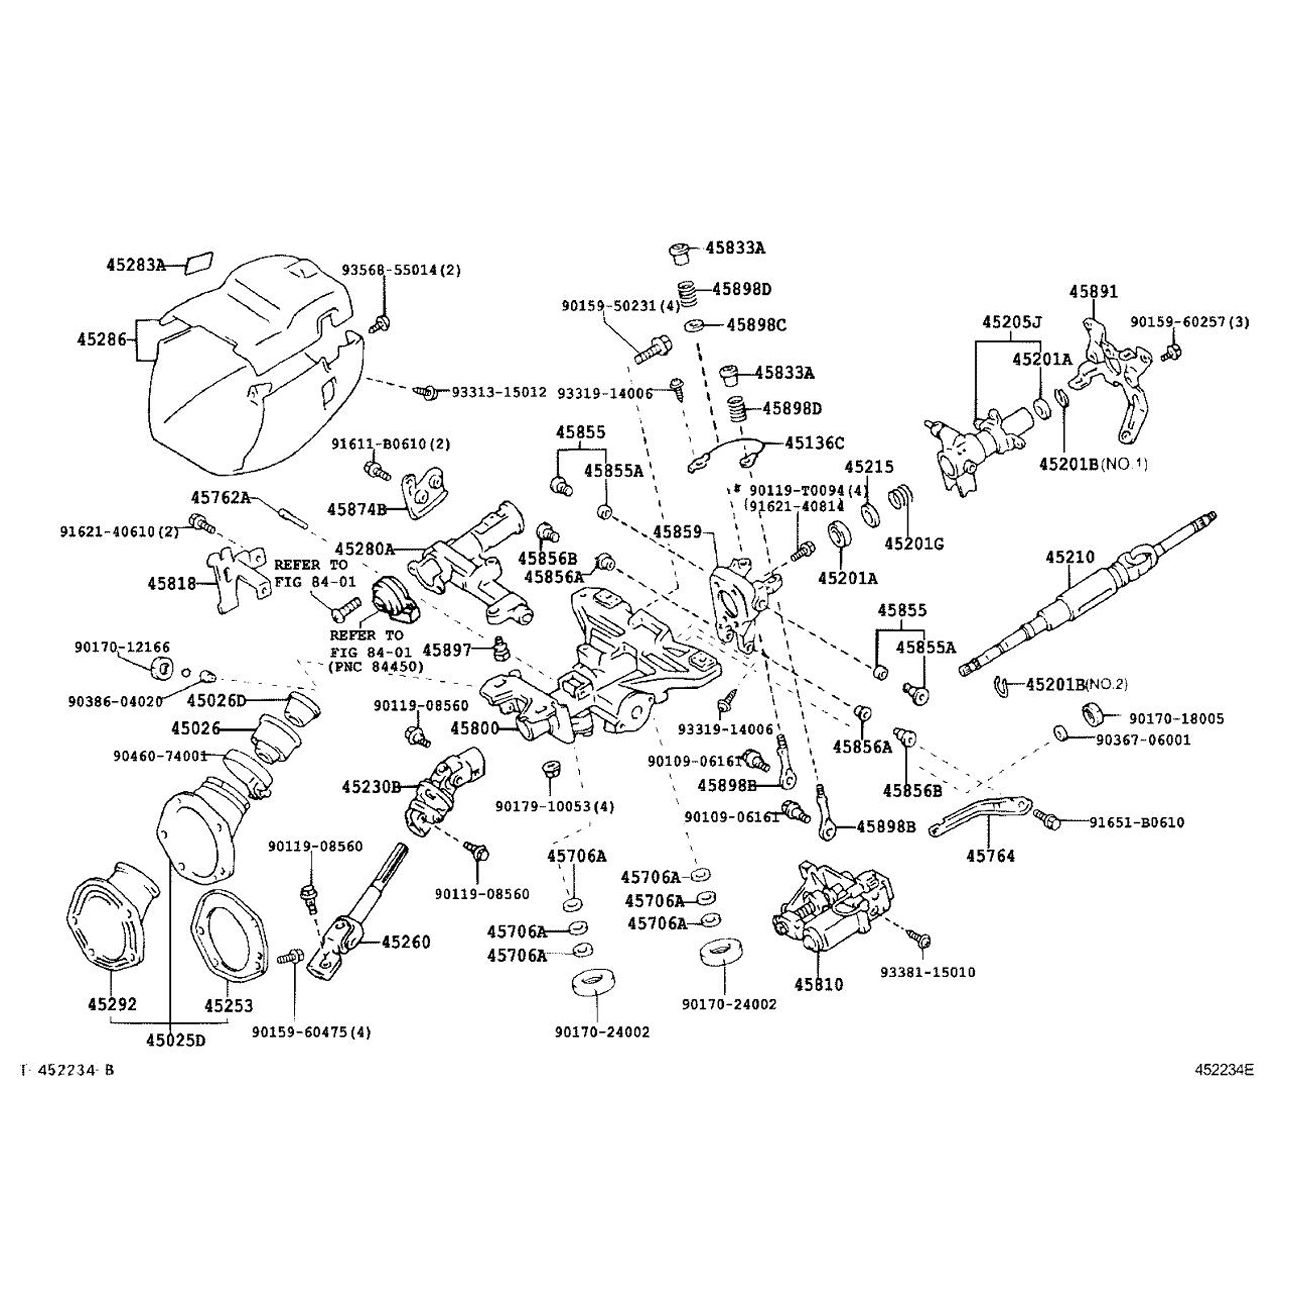 45833A
45283A
93568-55014(2)
45898D
45891
90159-50231(4)
45898C
45205J
90159-60257(3)
45286
45201A
45833A
93313-15012
93319-14006
45898D
45855
91611-B0610(2)
45136C
45201B(NO.1)
45855A
45215
45762A
* 90119-T0094(4)
(91621-40814
45874B
91621-40610(2)
45859
45280A
45201G
45856B
45210
REFER TO
FIG 84-01
45856A
45201A
45818
45855
REFER TO
FIG 84-01
(PNC 84450)
45897
90170-12166
45855A
45201B(NO.2)
90386-04020
45026D
90119-08560
45026
45800
93319-14006
90170-18005
90367-06001
45856A
90460-74001
90109-06161
45898B
45230B
45856B
90179-10053(4)
90109-06161
45898B
91651-B0610
90119-08560
45706A
45764
45706A
90119-08560
45706A
45706A
45706A
45260
45706A
93381-15010
45810
45292
45253
90170-24002
90159-60475(4)
90170-24002
45025D
I-452234-B
452234E